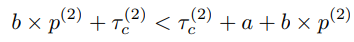 b × p⁽²⁾ + τ_c⁽²⁾ < τ_c⁽²⁾ + a + b × p⁽²⁾